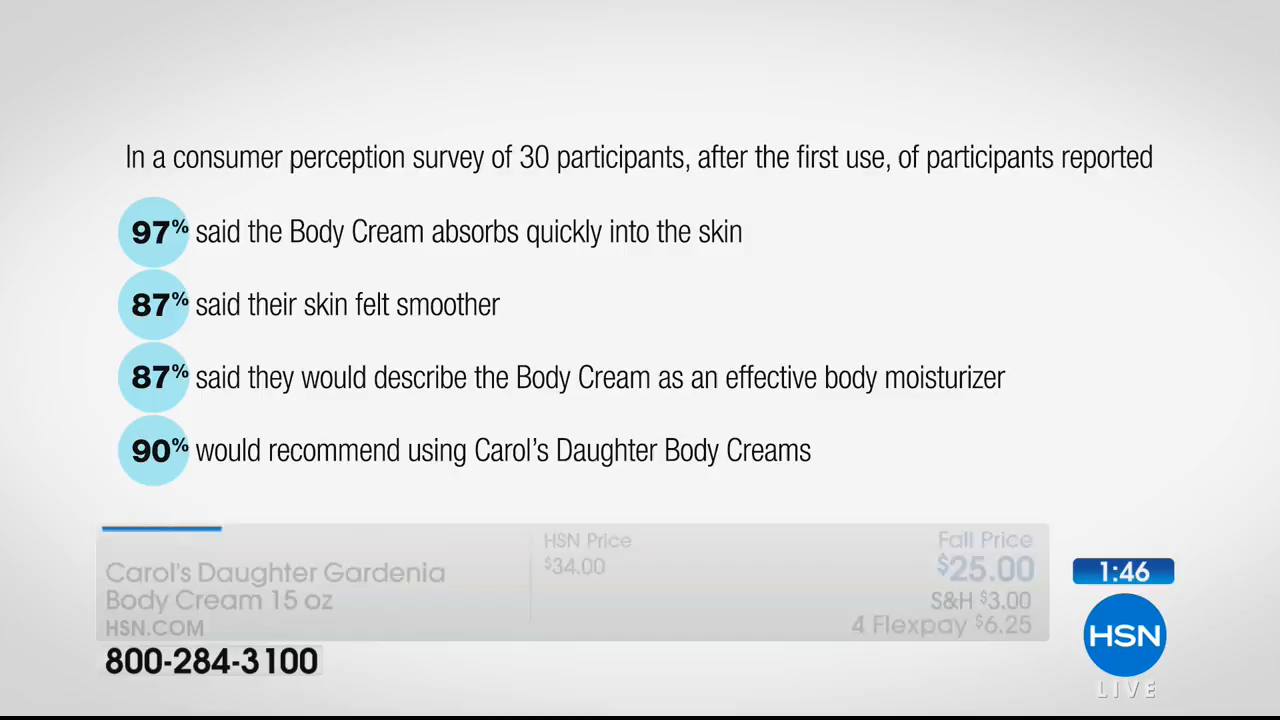 In a consumer perception survey of 30 participants, after the first use, of participants reported
97% said the Body Cream absorbs quickly into the skin
87% said their skin felt smoother
87% said they would describe the Body Cream as an effective body moisturizer
90% would recommend using Carol's Daughter Body Creams
Carol's Daughter Gardenia
Body Cream 15 oz
HSN.COM
800-284-3100
HSN Price
$34.00
Fall Price
$25.00
S&H $3.00
4 Flexpay $6.25
1:46
HSN
LIVE